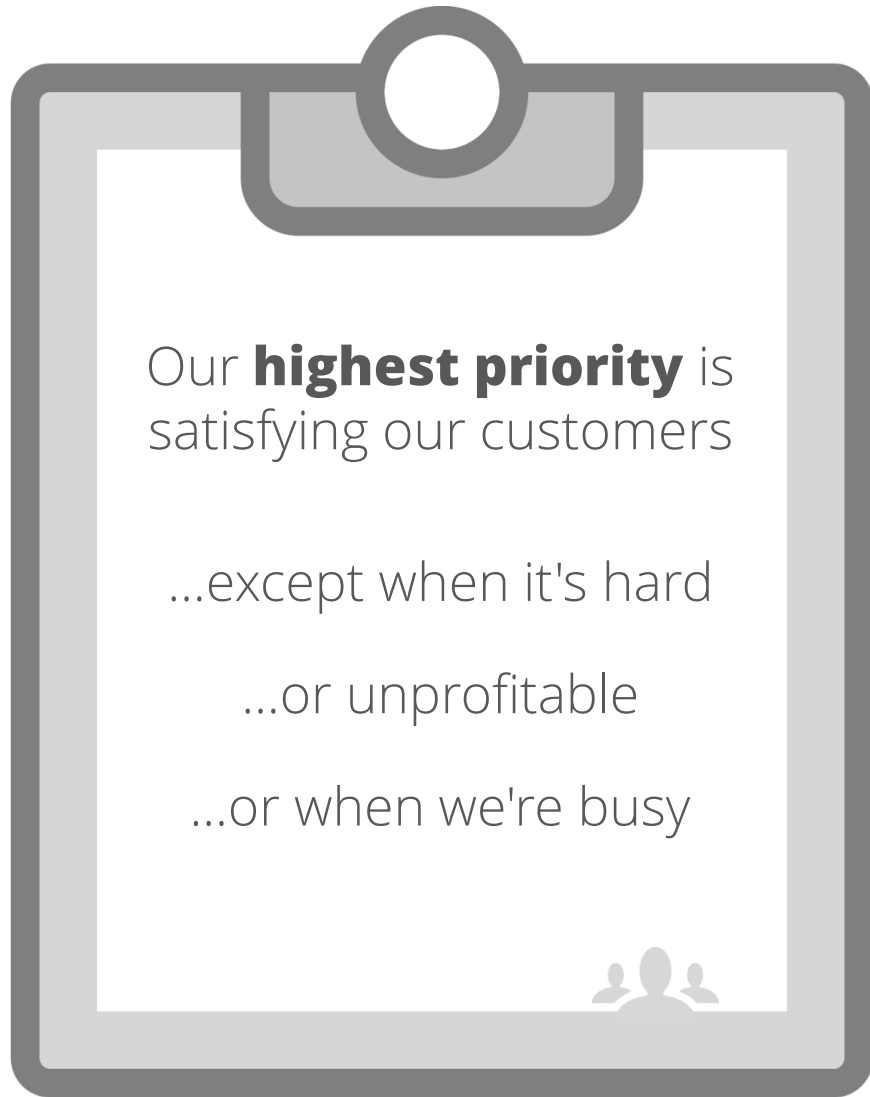 Our highest priority is
satisfying our customers
...except when it's hard
...or unprofitable
...or when we're busy